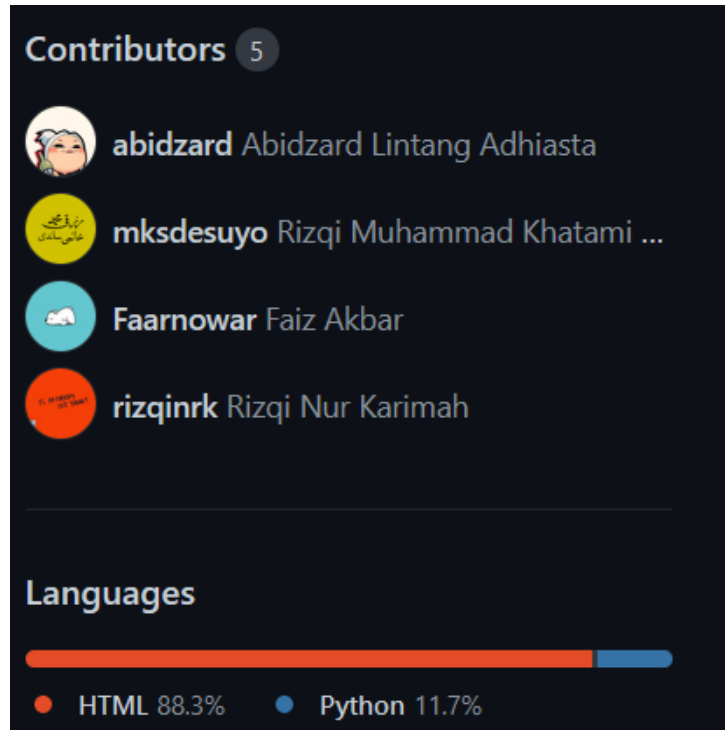 Contributors 5
abidzard Abidzard Lintang Adhiasta
mksdesuyo Rizqi Muhammad Khatami ...
Faarnowar Faiz Akbar
rizqinrk Rizqi Nur Karimah
Languages
HTML 88.3% Python 11.7%